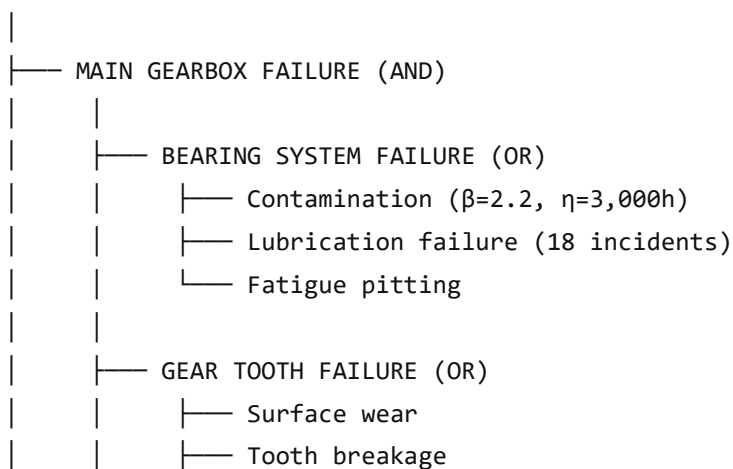 │
├── MAIN GEARBOX FAILURE (AND)
│ │
│ ├── BEARING SYSTEM FAILURE (OR)
│ │ ├── Contamination (β=2.2, η=3,000h)
│ │ ├── Lubrication failure (18 incidents)
│ │ └── Fatigue pitting
│ │
│ ├── GEAR TOOTH FAILURE (OR)
│ │ ├── Surface wear
│ │ ├── Tooth breakage